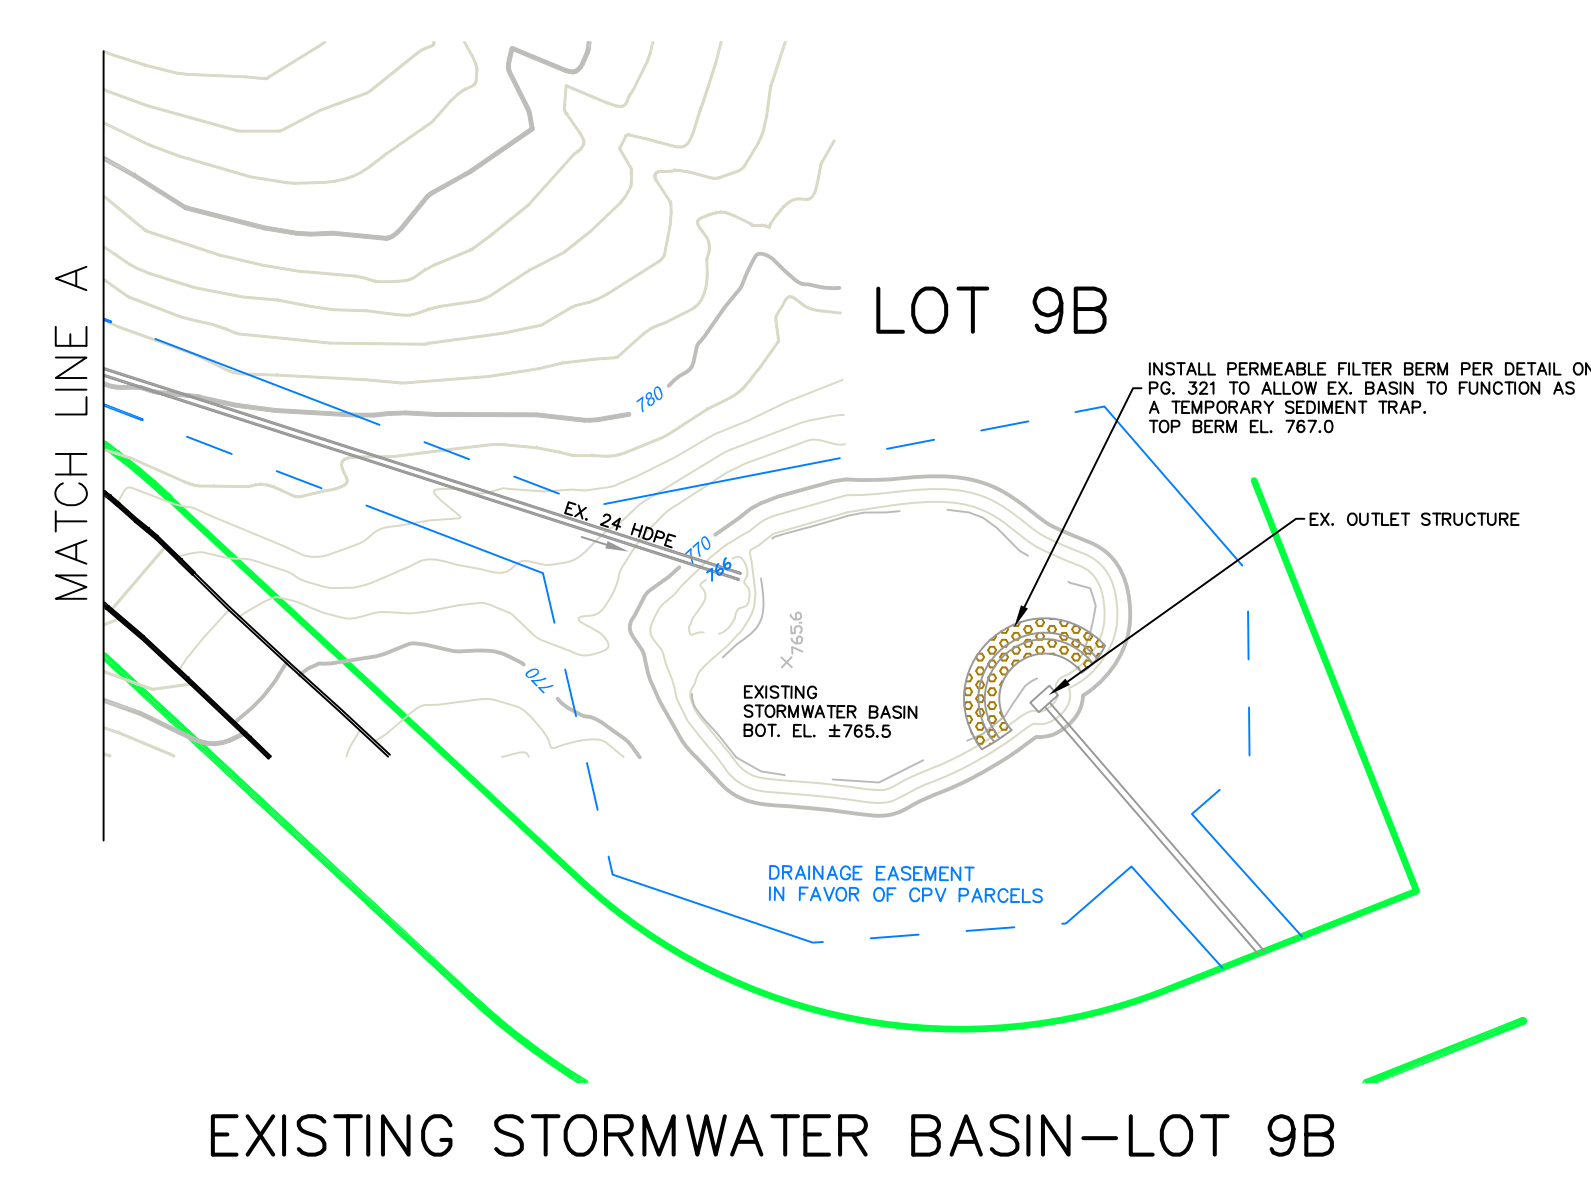 MATCH LINE A
LOT 9B
INSTALL PERMEABLE FILTER BERM PER DETAIL ON
PG. 321 TO ALLOW EX. BASIN TO FUNCTION AS
A TEMPORARY SEDIMENT TRAP.
TOP BERM EL. 767.0
780
EX. OUTLET STRUCTURE
EX. 24 HDPE
770
766
765.6
770
EXISTING
STORMWATER BASIN
BOT. EL. ±765.5
DRAINAGE EASEMENT
IN FAVOR OF CPV PARCELS
EXISTING STORMWATER BASIN-LOT 9B